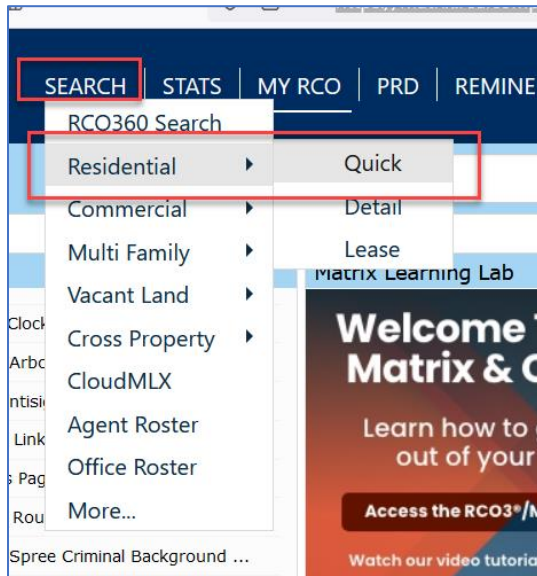 SEARCH STATS MY RCO PRD REMINE
RCO360 Search
Residential Quick
Commercial Detail
Multi Family Lease
Matrix Learning Lab
Vacant Land
Cross Property
CloudMLX
Agent Roster
Office Roster
More...
Link
Spree Criminal Background ...
Welcome
Matrix &
Learn how to
out of your
Access the RCO3®/
Watch our video